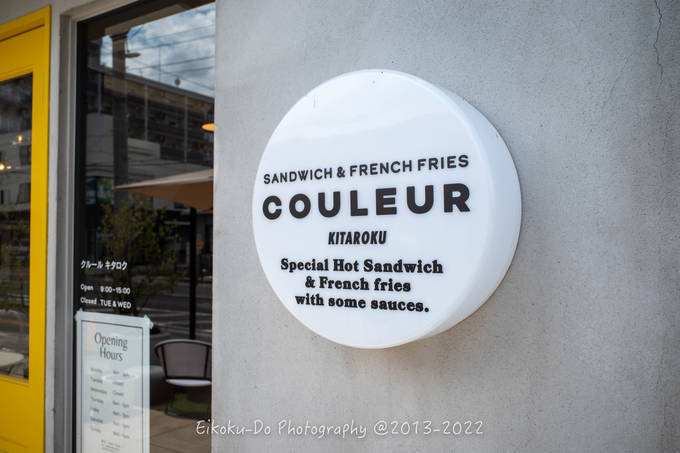 SANDWICH & FRENCH FRIES
COULEUR
KITAROKU
Special Hot Sandwich
& French fries
with some sauces.
クルール キタロク
Open 9:00-15:00
Closed TUE & WED
Opening
Hours
Eikoku-Do Photography @2013-2022